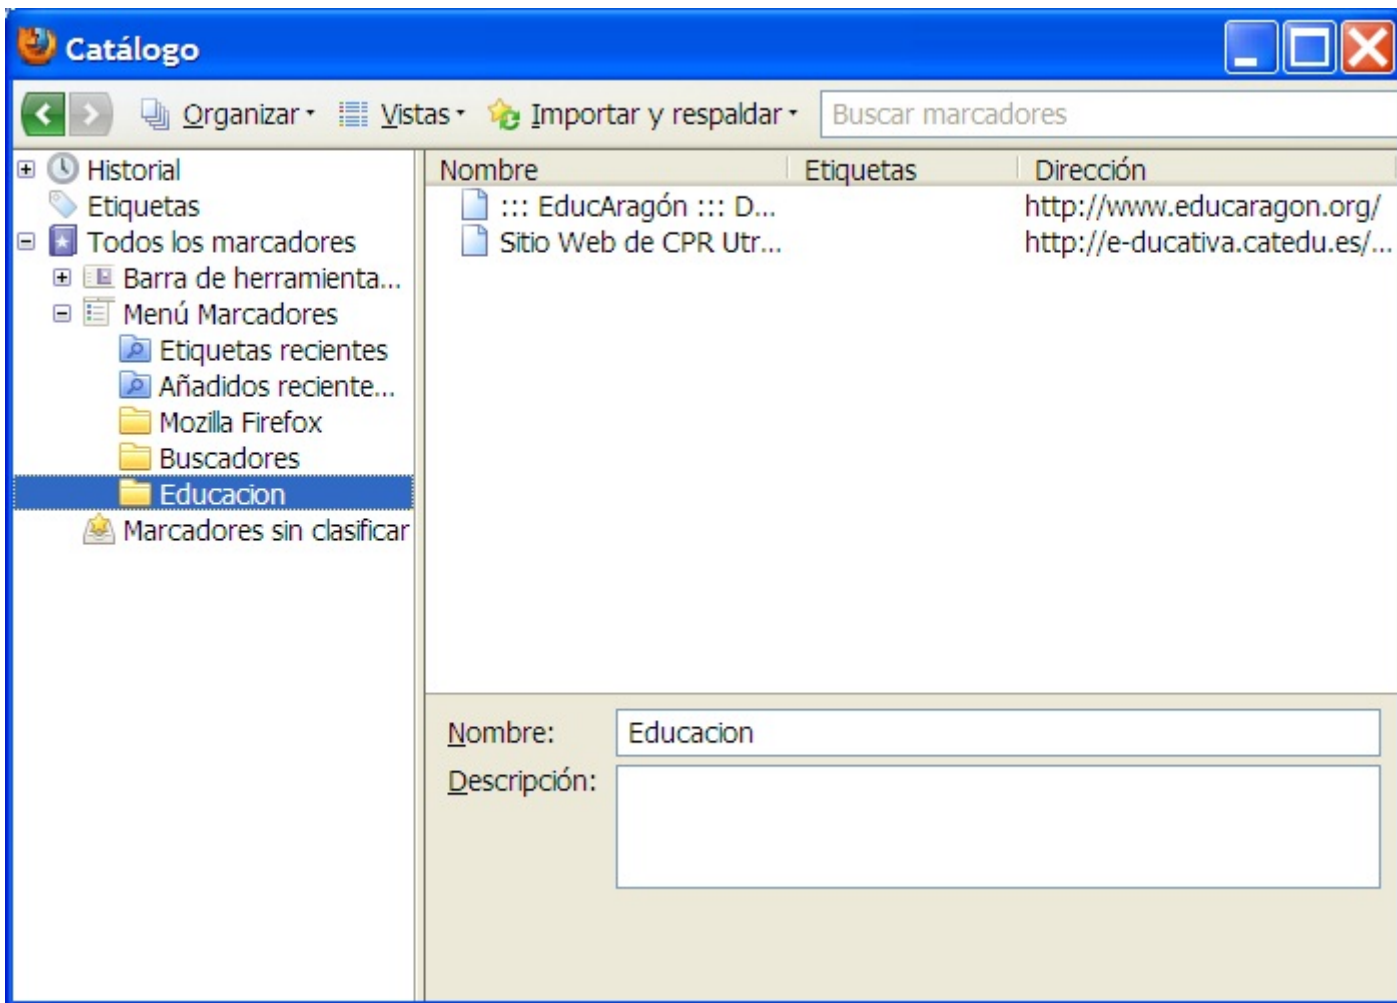 Catálogo
Organizar Vistas Importar y respaldar Buscar marcadores
Historial
Etiquetas
Todos los marcadores
Barra de herramienta...
Menú Marcadores
Etiquetas recientes
Añadidos reciente...
Mozilla Firefox
Buscadores
Educacion
Marcadores sin clasificar
Nombre Etiquetas Dirección
::: EducAragón ::: D... http://www.educaragon.org/
Sitio Web de CPR Utr... http://e-ducativa.catedu.es/...
Nombre: Educacion
Descripción: